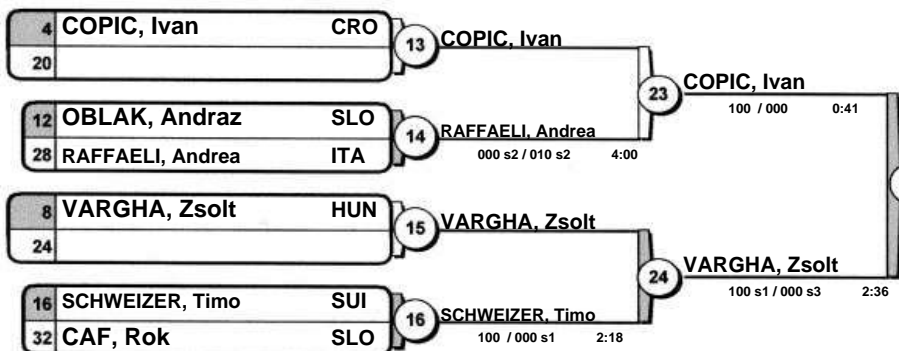 4 COPIC, Ivan CRO
20
13 COPIC, Ivan
12 OBLAK, Andraz SLO
28 RAFFAELI, Andrea ITA
14 RAFFAELI, Andrea
000 s2 / 010 s2 4:00
23 COPIC, Ivan
100 / 000 0:41
8 VARGHA, Zsolt HUN
24
15 VARGHA, Zsolt
16 SCHWEIZER, Timo SUI
32 CAF, Rok SLO
16 SCHWEIZER, Timo
100 / 000 s1 2:18
24 VARGHA, Zsolt
100 s1 / 000 s3 2:36